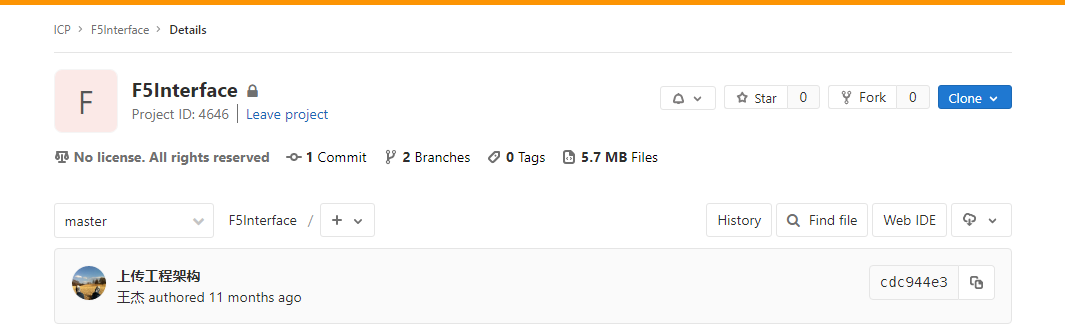 ICP > F5Interface > Details
F
F5Interface
Project ID: 4646 Leave project
Star 0 Fork 0 Clone
No license. All rights reserved 1 Commit 2 Branches 0 Tags 5.7 MB Files
master F5Interface / + History Find file Web IDE
上传工程架构
王杰 authored 11 months ago
cdc944e3